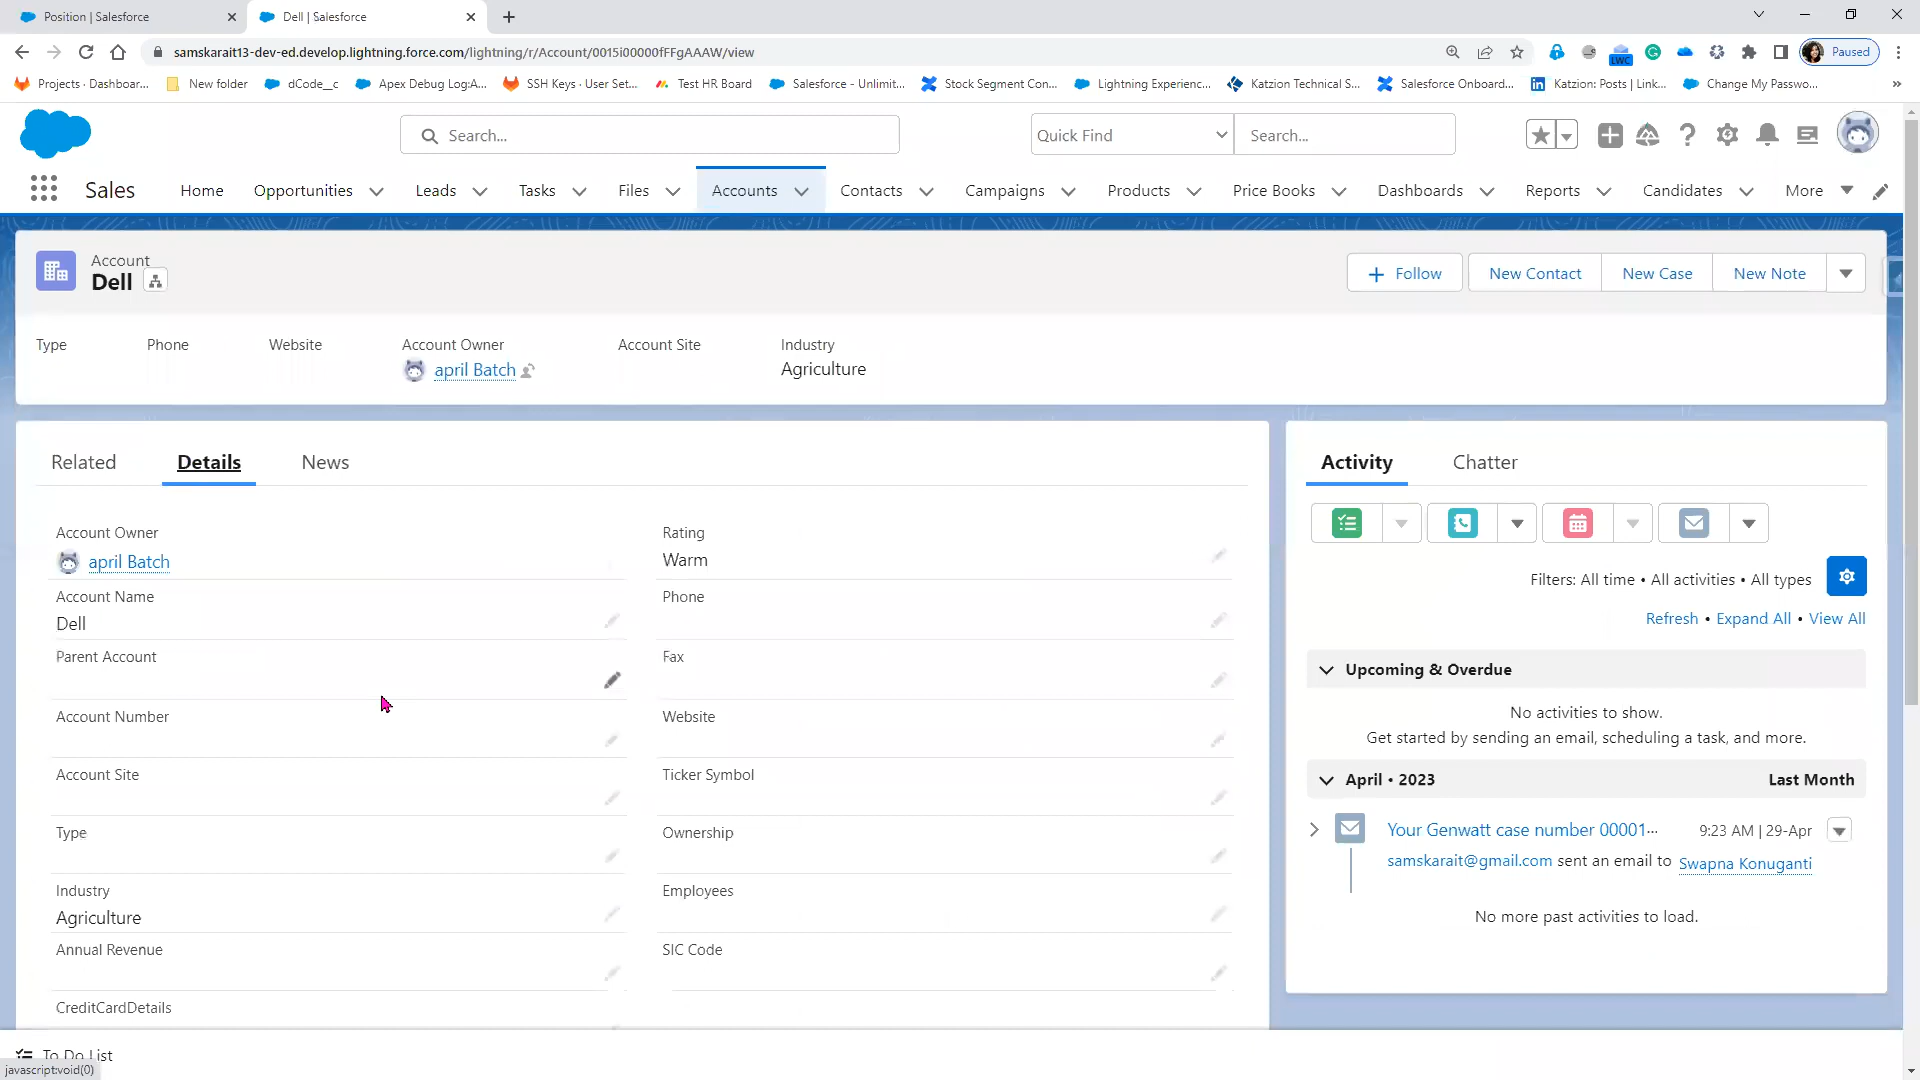 Position | Salesforce
Dell | Salesforce
samskarait13-dev-ed.develop.lightning.force.com/lightning/r/Account/0015i00000fFFgAAAW/view
Paused
Projects · Dashboar...
New folder
dCode__c
Apex Debug Log:A...
SSH Keys · User Set...
Test HR Board
Salesforce - Unlimit...
Stock Segment Con...
Lightning Experienc...
Katzion Technical S...
Salesforce Onboard...
Katzion: Posts | Link...
Change My Passwo...
LWC
Search...
Quick Find
Search...
Sales
Home
Opportunities
Leads
Tasks
Files
Accounts
Contacts
Campaigns
Products
Price Books
Dashboards
Reports
Candidates
More
Account
Dell
Follow
New Contact
New Case
New Note
Type
Phone
Website
Account Owner
april Batch
Account Site
Industry
Agriculture
Related
Details
News
Account Owner
april Batch
Rating
Warm
Account Name
Dell
Phone
Parent Account
Fax
Account Number
Website
Account Site
Ticker Symbol
Type
Ownership
Industry
Agriculture
Employees
Annual Revenue
SIC Code
CreditCardDetails
Activity
Chatter
Filters: All time • All activities • All types
Refresh • Expand All • View All
Upcoming & Overdue
No activities to show.
Get started by sending an email, scheduling a task, and more.
April • 2023
Last Month
Your Genwatt case number 00001...
9:23 AM | 29-Apr
samskarait@gmail.com sent an email to Swapna Konuganti
No more past activities to load.
To Do List
javascript:void(0)